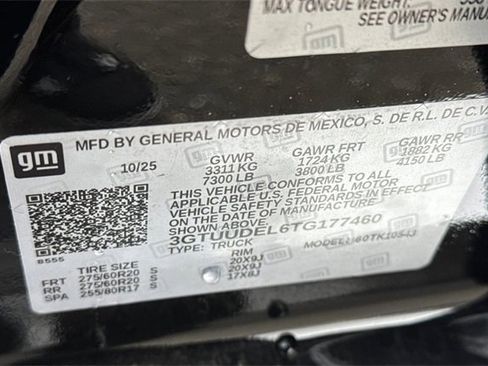 MAX TONGUE WEIGHT:
SEE OWNER'S MANUA
gm
MFD BY GENERAL MOTORS DE MEXICO, S. DE R.L. DE C.V.
10/25 GVWR GAWR FRT GAWR RR
3311 KG 1724 KG 1882 KG
7300 LB 3800 LB 4150 LB
THIS VEHICLE CONFORMS TO ALL
APPLICABLE U.S. FEDERAL MOTOR
VEHICLE SAFETY STANDARDS IN
EFFECT ON THE DATE OF
MANUFACTURE SHOWN ABOVE.
3GTUUDEL6TG177460
8555 TYPE: TRUCK MODEL:
TIRE SIZE RIM
FRT 275/60R20 S 20X9J
RR 275/60R20 S 20X9J
SPA 255/80R17 S 17X8J